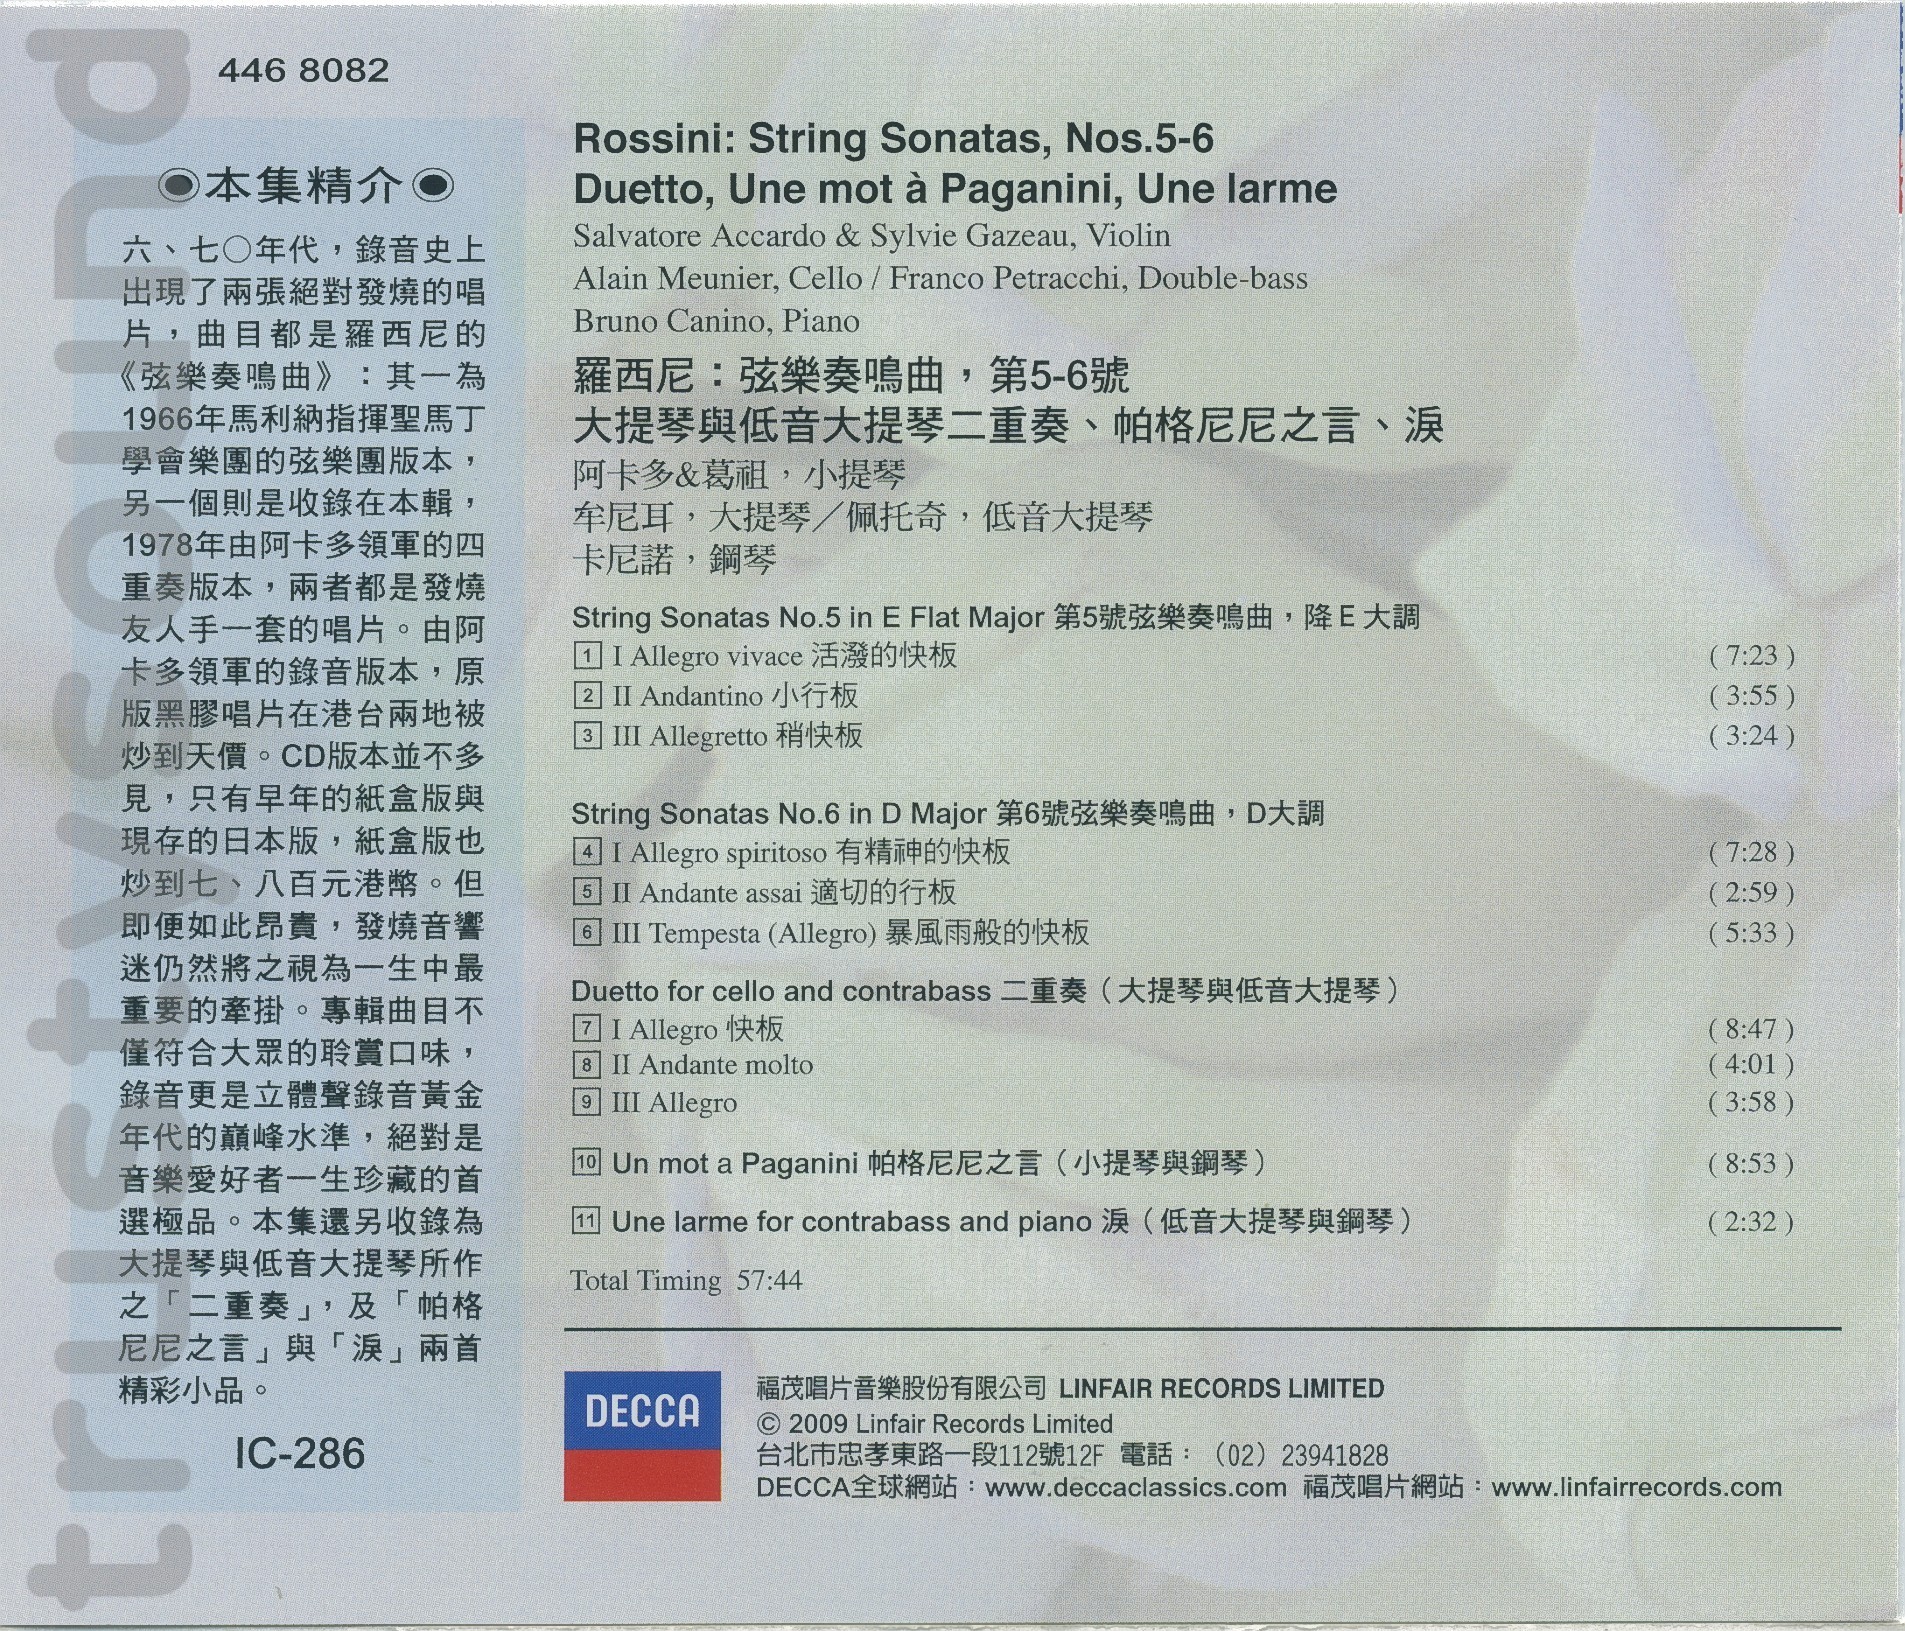 446 8082
本集精介
六、七〇年代，錄音史上
出現了兩張絕對發燒的唱
片，曲目都是羅西尼的
《弦樂奏鳴曲》：其一為
1966年馬利納指揮聖馬丁
學會樂團的弦樂團版本，
另一個則是收錄在本輯，
1978年由阿卡多領軍的四
重奏版本，兩者都是發燒
友人手一套的唱片。由阿
卡多領軍的錄音版本，原
版黑膠唱片在港台兩地被
炒到天價。CD版本並不多
見，只有早年的紙盒版與
現存的日本版，紙盒版也
炒到七、八百元港幣。但
即便如此昂貴，發燒音響
迷仍然將之視為一生中最
重要的牽掛。專輯曲目不
僅符合大眾的聆賞口味，
錄音更是立體聲錄音黃金
年代的巔峰水準，絕對是
音樂愛好者一生珍藏的首
選極品。本集還另收錄為
大提琴與低音大提琴所作
之「二重奏」，及「帕格
尼尼之言」與「淚」兩首
精彩小品。
IC-286
trustysound
Rossini: String Sonatas, Nos.5-6
Duetto, Une mot à Paganini, Une larme
Salvatore Accardo & Sylvie Gazeau, Violin
Alain Meunier, Cello / Franco Petracchi, Double-bass
Bruno Canino, Piano
羅西尼：弦樂奏鳴曲，第5-6號
大提琴與低音大提琴二重奏、帕格尼尼之言、淚
阿卡多&葛祖，小提琴
牟尼耳，大提琴／佩托奇，低音大提琴
卡尼諾，鋼琴
String Sonatas No.5 in E Flat Major 第5號弦樂奏鳴曲，降E大調
1 I Allegro vivace 活潑的快板 ( 7:23 )
2 II Andantino 小行板 ( 3:55 )
3 III Allegretto 稍快板 ( 3:24 )
String Sonatas No.6 in D Major 第6號弦樂奏鳴曲，D大調
4 I Allegro spiritoso 有精神的快板 ( 7:28 )
5 II Andante assai 適切的行板 ( 2:59 )
6 III Tempesta (Allegro) 暴風雨般的快板 ( 5:33 )
Duetto for cello and contrabass 二重奏（大提琴與低音大提琴）
7 I Allegro 快板 ( 8:47 )
8 II Andante molto ( 4:01 )
9 III Allegro ( 3:58 )
10 Un mot a Paganini 帕格尼尼之言（小提琴與鋼琴） ( 8:53 )
11 Une larme for contrabass and piano 淚（低音大提琴與鋼琴） ( 2:32 )
Total Timing 57:44
DECCA
福茂唱片音樂股份有限公司 LINFAIR RECORDS LIMITED
© 2009 Linfair Records Limited
台北市忠孝東路一段112號12F 電話：（02）23941828
DECCA全球網站：www.deccaclassics.com 福茂唱片網站：www.linfairrecords.com